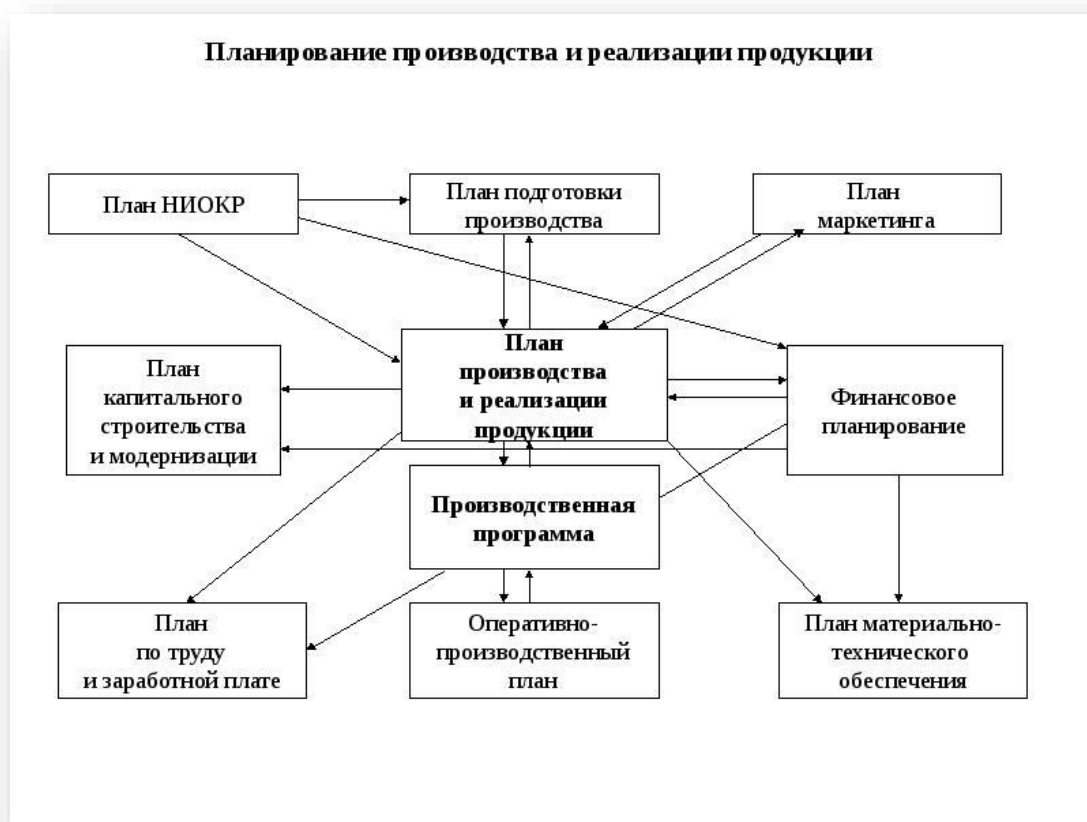 Планирование производства и реализации продукции
План НИОКР
План подготовки
производства
План
маркетинга
План
капитального
строительства
и модернизации
План
производства
и реализации
продукции
Финансовое
планирование
Производственная
программа
План
по труду
и заработной плате
Оперативно-
производственный
план
План материально-
технического
обеспечения